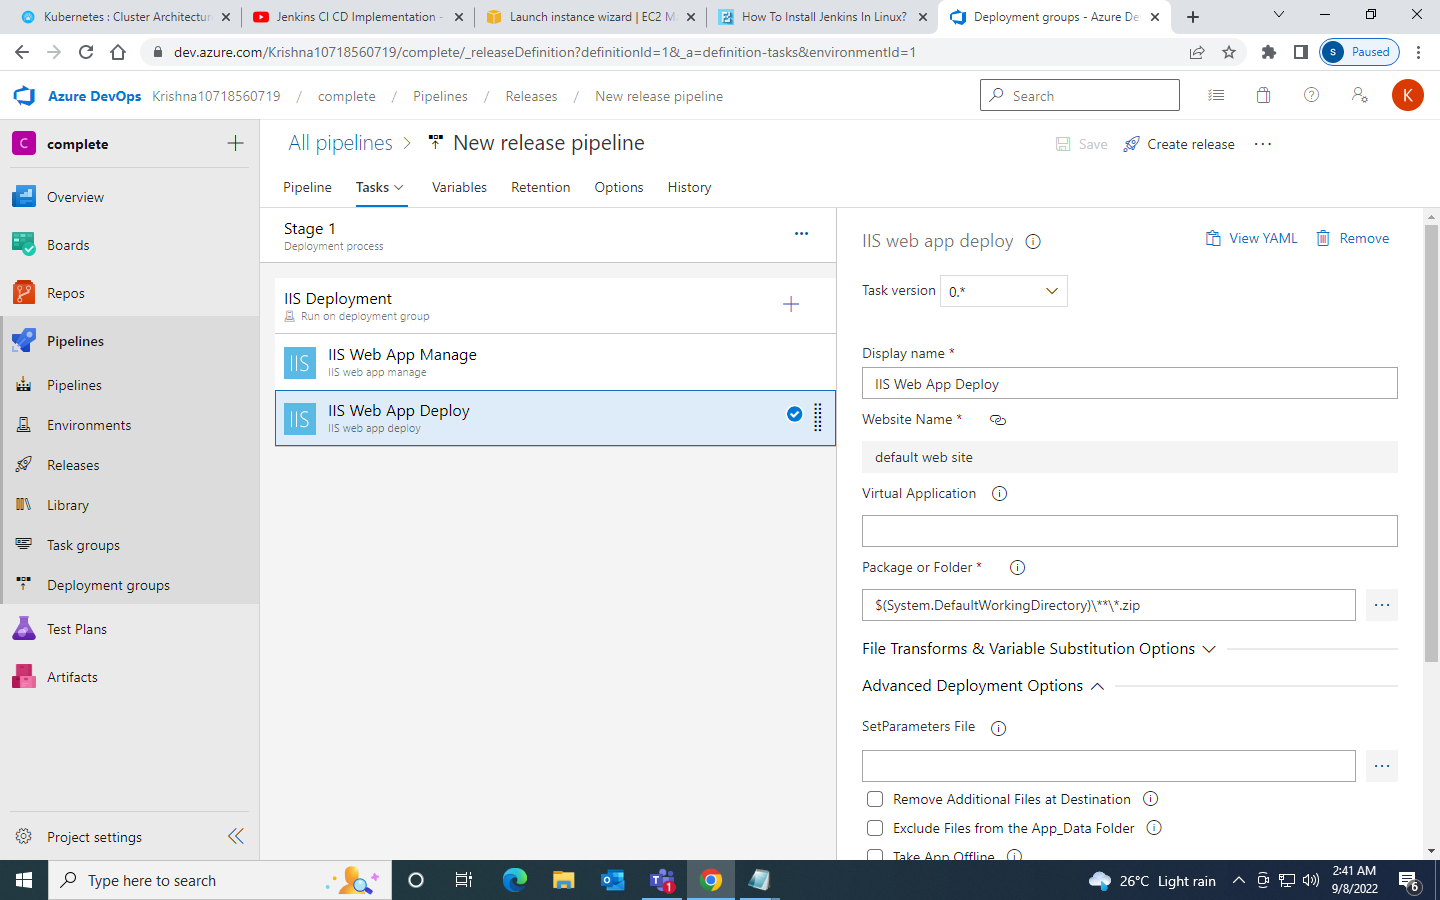 Kubernetes : Cluster Architectur
Jenkins CI CD Implementation -
Launch instance wizard | EC2 M
How To Install Jenkins In Linux?
Deployment groups - Azure De
dev.azure.com/Krishna10718560719/complete/_releaseDefinition?definitionId=1&_a=definition-tasks&environmentId=1
s
Paused
Azure DevOps
Krishna10718560719 / complete / Pipelines / Releases / New release pipeline
Search
K
C
complete
Overview
Boards
Repos
Pipelines
Pipelines
Environments
Releases
Library
Task groups
Deployment groups
Test Plans
Artifacts
Project settings
All pipelines > New release pipeline
Save
Create release
Pipeline
Tasks
Variables
Retention
Options
History
Stage 1
Deployment process
IIS Deployment
Run on deployment group
IIS
IIS Web App Manage
IIS web app manage
IIS
IIS Web App Deploy
IIS web app deploy
IIS web app deploy
View YAML
Remove
Task version
0.*
Display name *
IIS Web App Deploy
Website Name *
default web site
Virtual Application
Package or Folder *
$(System.DefaultWorkingDirectory)\**\*.zip
File Transforms & Variable Substitution Options
Advanced Deployment Options
SetParameters File
Remove Additional Files at Destination
Exclude Files from the App_Data Folder
Take App Offline
Type here to search
1
26°C Light rain
2:41 AM
9/8/2022
6